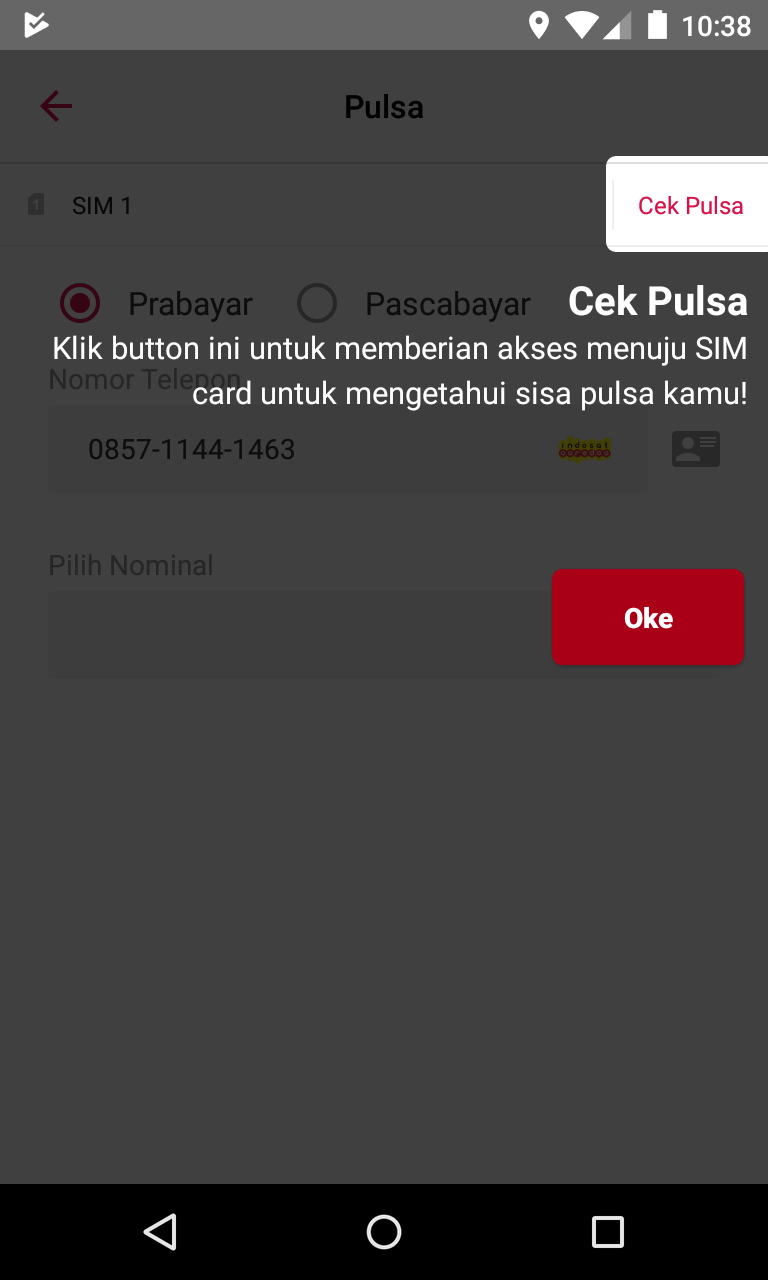 10:38
Pulsa
1
SIM 1
Cek Pulsa
Prabayar
Pascabayar
Cek Pulsa
Klik button ini untuk memberian akses menuju SIM
card untuk mengetahui sisa pulsa kamu!
Nomor Telepon
0857-1144-1463
indosat
ooredoo
Pilih Nominal
Oke